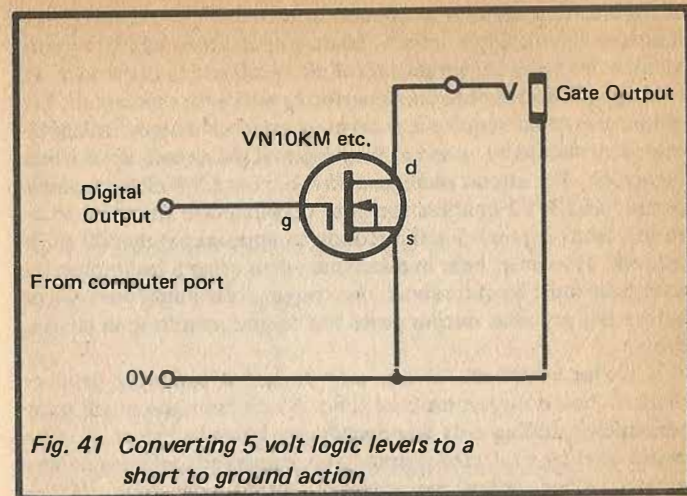 Gate Output
VN10KM etc.
d
Digital
Output
g
s
From computer port
0V
Fig. 41 Converting 5 volt logic levels to a
short to ground action